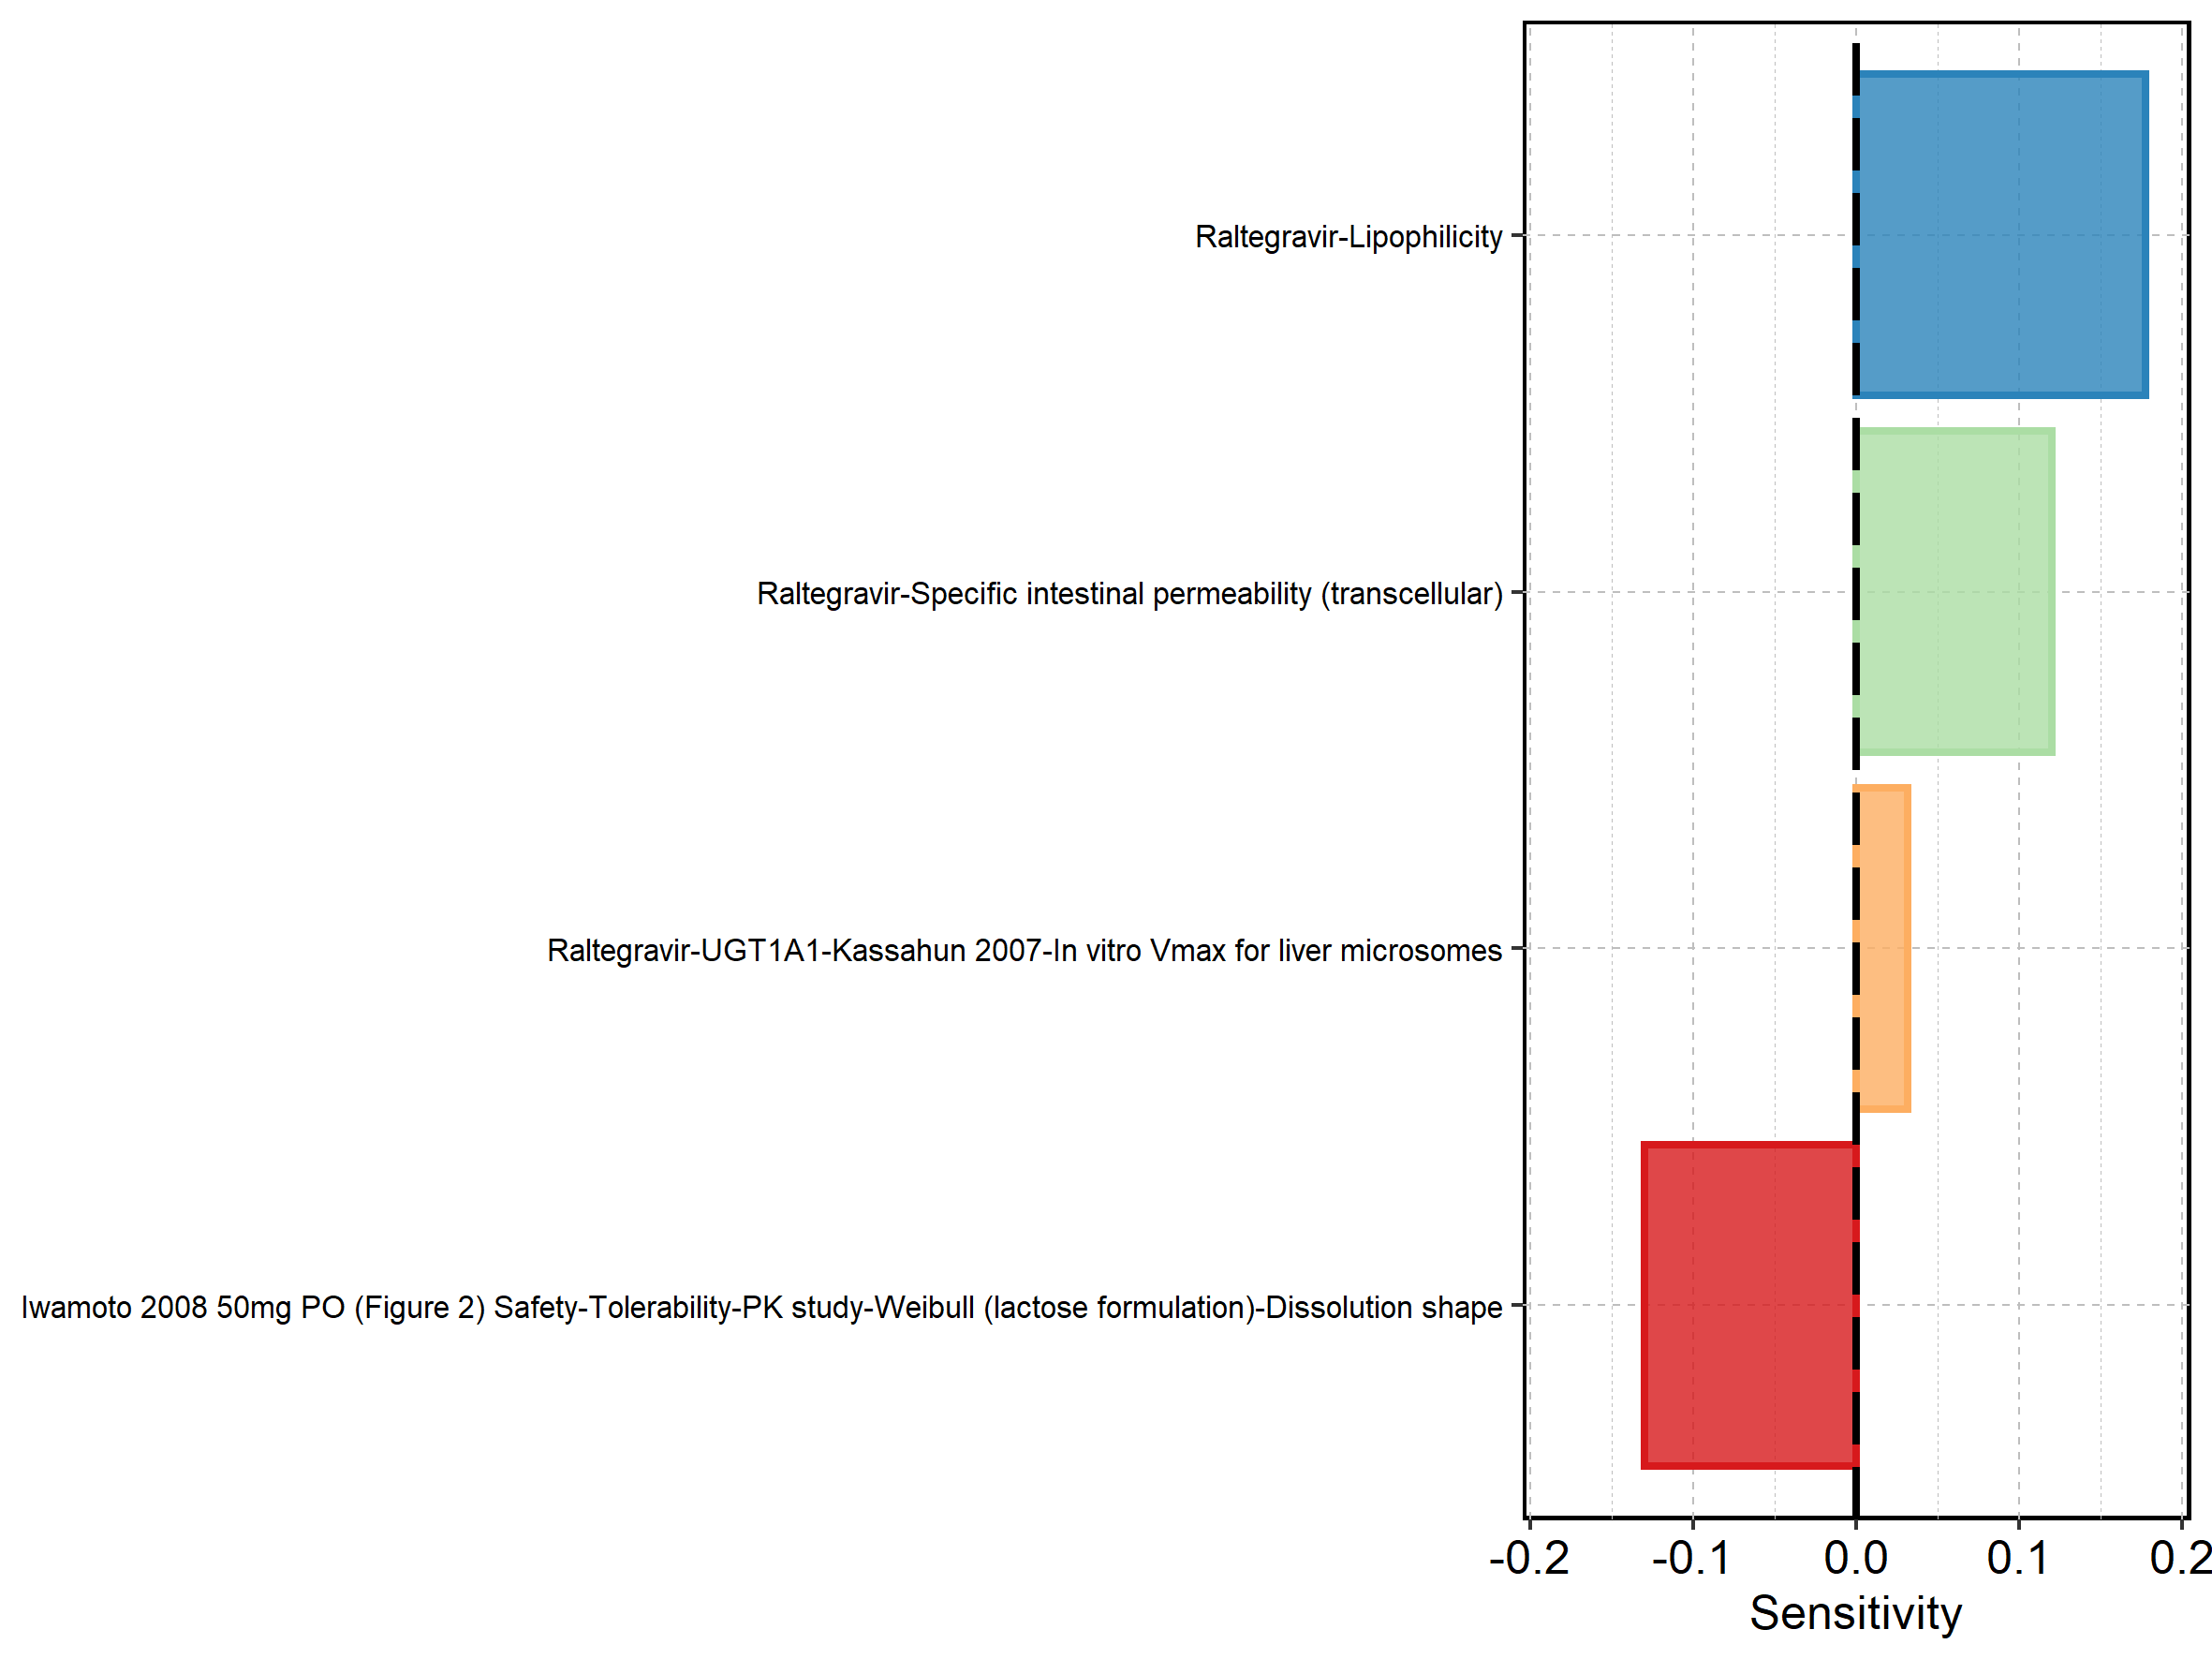 Raltegravir-Lipophilicity
Raltegravir-Specific intestinal permeability (transcellular)
Raltegravir-UGT1A1-Kassahun 2007-In vitro Vmax for liver microsomes
Iwamoto 2008 50mg PO (Figure 2) Safety-Tolerability-PK study-Weibull (lactose formulation)-Dissolution shape
-0.2 -0.1 0.0 0.1 0.2
Sensitivity